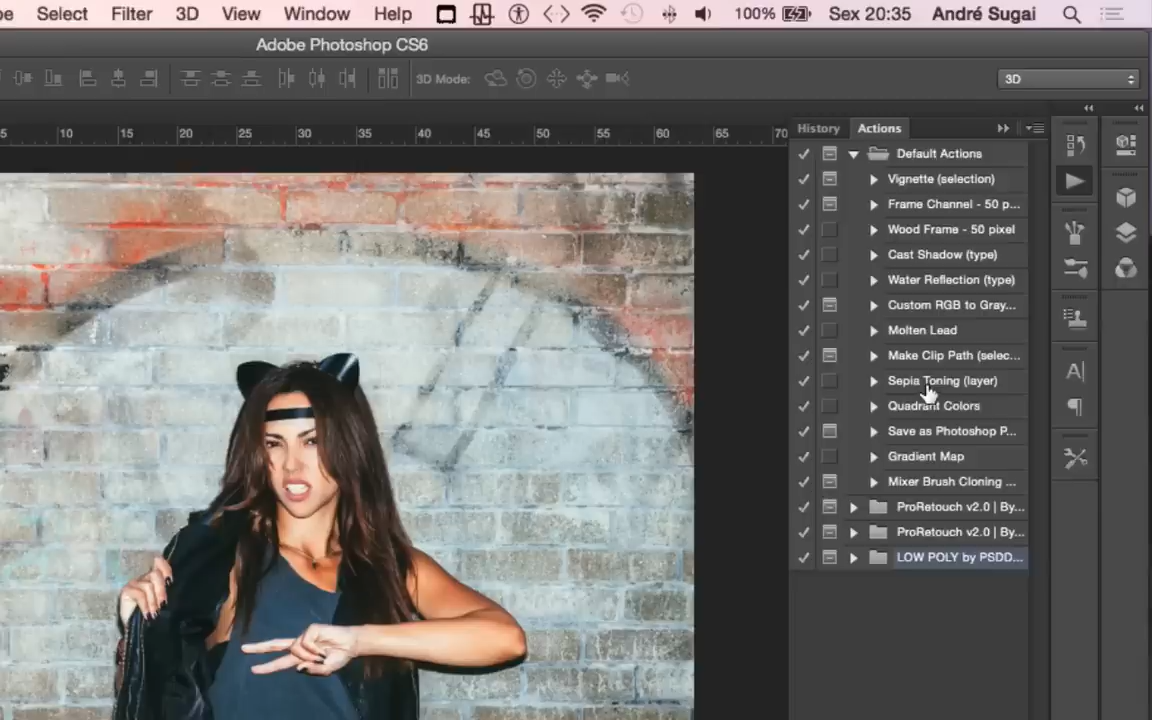 Select Filter 3D View Window Help 100% Sex 20:35 André Sugai
Adobe Photoshop CS6
3D Mode: 3D
10 15 20 25 30 35 40 45 50 55 60 65 70
History Actions
Default Actions
Vignette (selection)
Frame Channel - 50 p...
Wood Frame - 50 pixel
Cast Shadow (type)
Water Reflection (type)
Custom RGB to Gray...
Molten Lead
Make Clip Path (selec...
Sepia Toning (layer)
Quadrant Colors
Save as Photoshop P...
Gradient Map
Mixer Brush Cloning ...
ProRetouch v2.0 | By...
ProRetouch v2.0 | By...
LOW POLY by PSDD...